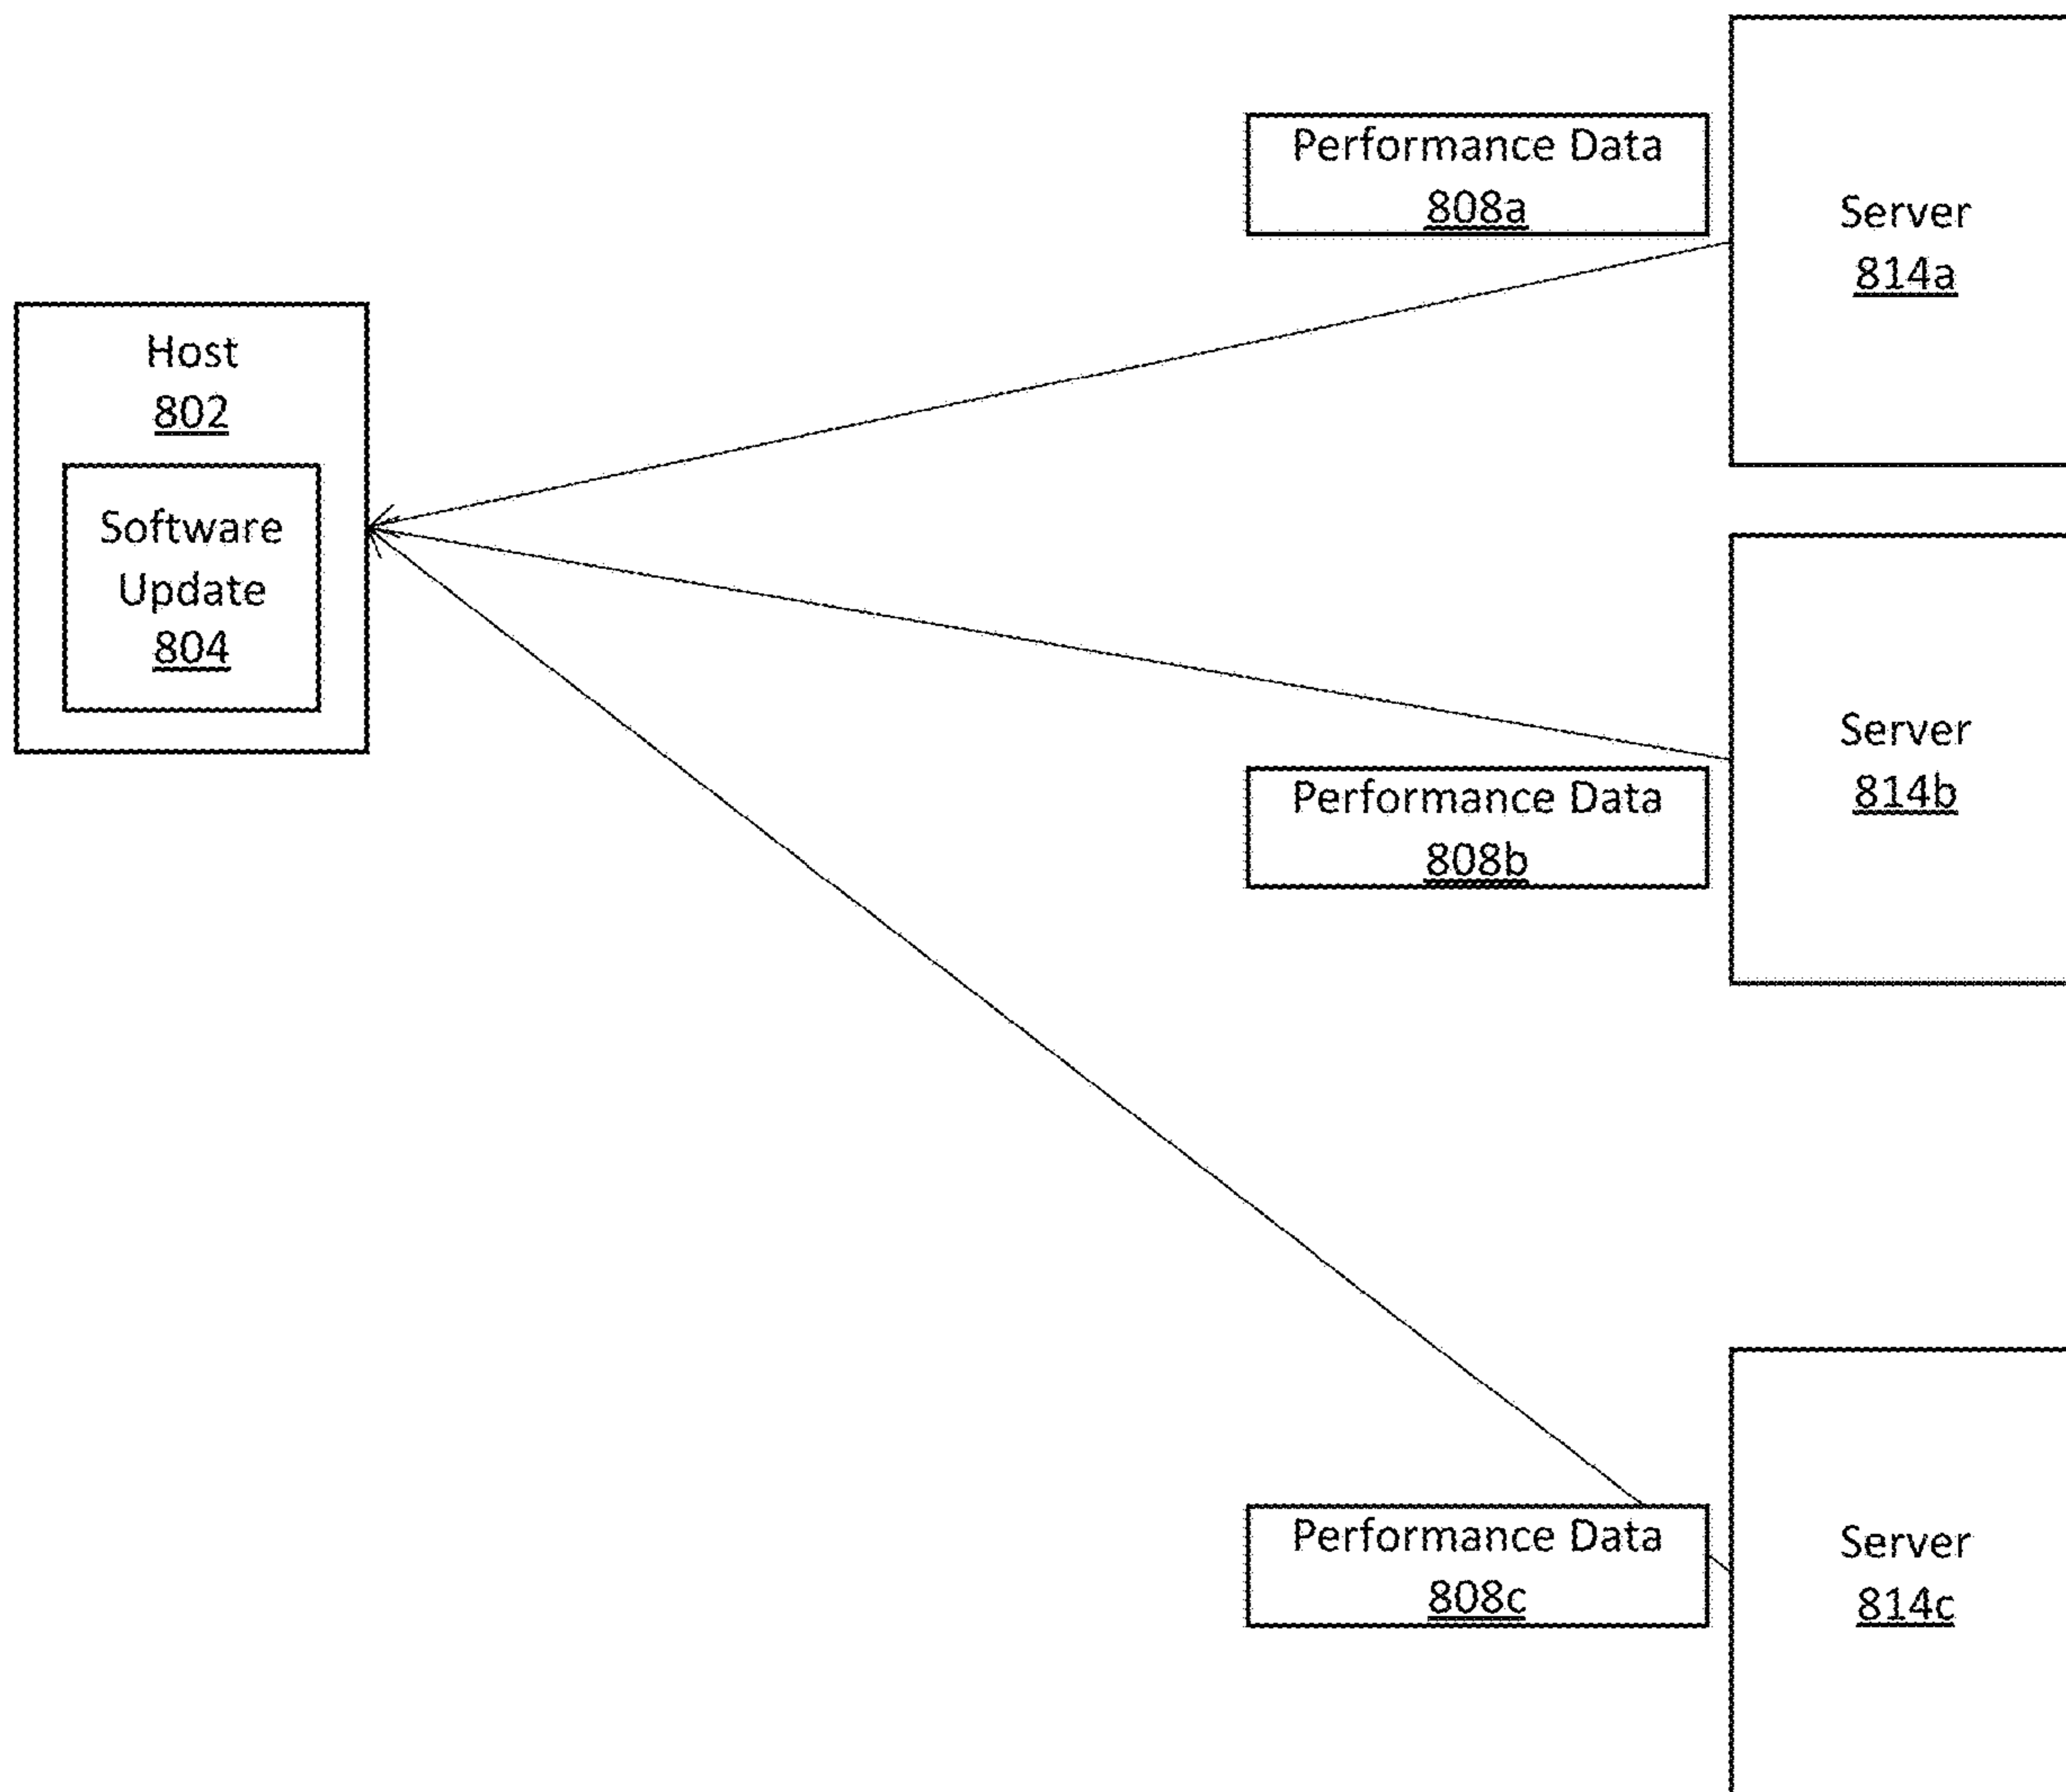 Performance Data
808a
Server
814a
Host
802
Software
Update
804
Server
814b
Performance Data
808b
Performance Data
808c
Server
814c